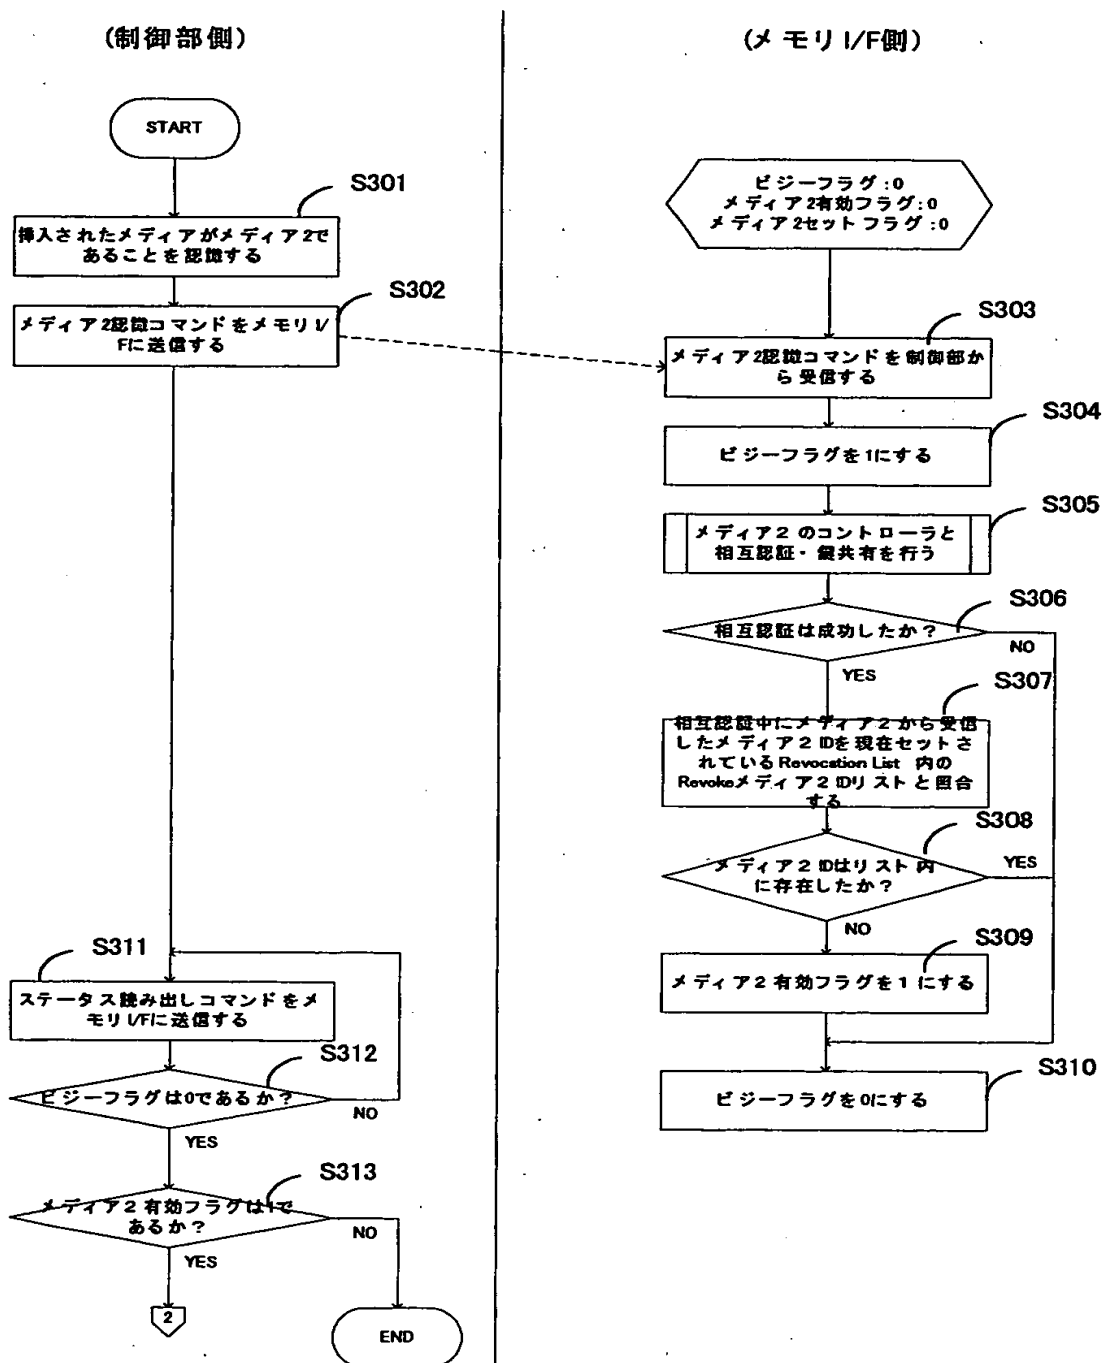 (制御部側)
START
S301
挿入されたメディアがメディア2で
あることを認識する
S302
メディア2認識コマンドをメモリI/
Fに送信する
S311
ステータス読み出しコマンドをメ
モリI/Fに送信する
S312
ビジーフラグは0であるか?
NO
YES
S313
メディア2有効フラグは1で
あるか?
NO
YES
2
END
(メモリI/F側)
ビジーフラグ:0
メディア2有効フラグ:0
メディア2セットフラグ:0
S303
メディア2認識コマンドを制御部か
ら受信する
S304
ビジーフラグを1にする
S305
メディア2のコントローラと
相互認証・鍵共有を行う
S306
相互認証は成功したか?
NO
YES
S307
相互認証中にメディア2から受信
したメディア2IDを現在セットさ
れているRevocation List 内の
Revokeメディア2IDリストと照合
する
S308
メディア2IDはリスト内
に存在したか?
YES
NO
S309
メディア2有効フラグを1にする
S310
ビジーフラグを0にする